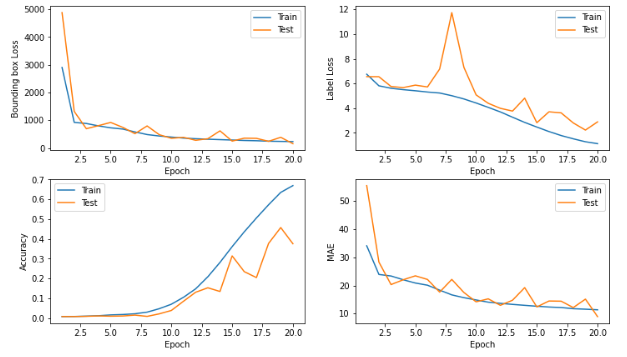 Bounding box Loss
5000
4000
3000
2000
1000
0
Train
Test
2.5 5.0 7.5 10.0 12.5 15.0 17.5 20.0
Epoch
Label Loss
12
10
8
6
4
2
Train
Test
2.5 5.0 7.5 10.0 12.5 15.0 17.5 20.0
Epoch
Accuracy
0.7
0.6
0.5
0.4
0.3
0.2
0.1
0.0
Train
Test
2.5 5.0 7.5 10.0 12.5 15.0 17.5 20.0
Epoch
MAE
50
40
30
20
10
Train
Test
2.5 5.0 7.5 10.0 12.5 15.0 17.5 20.0
Epoch